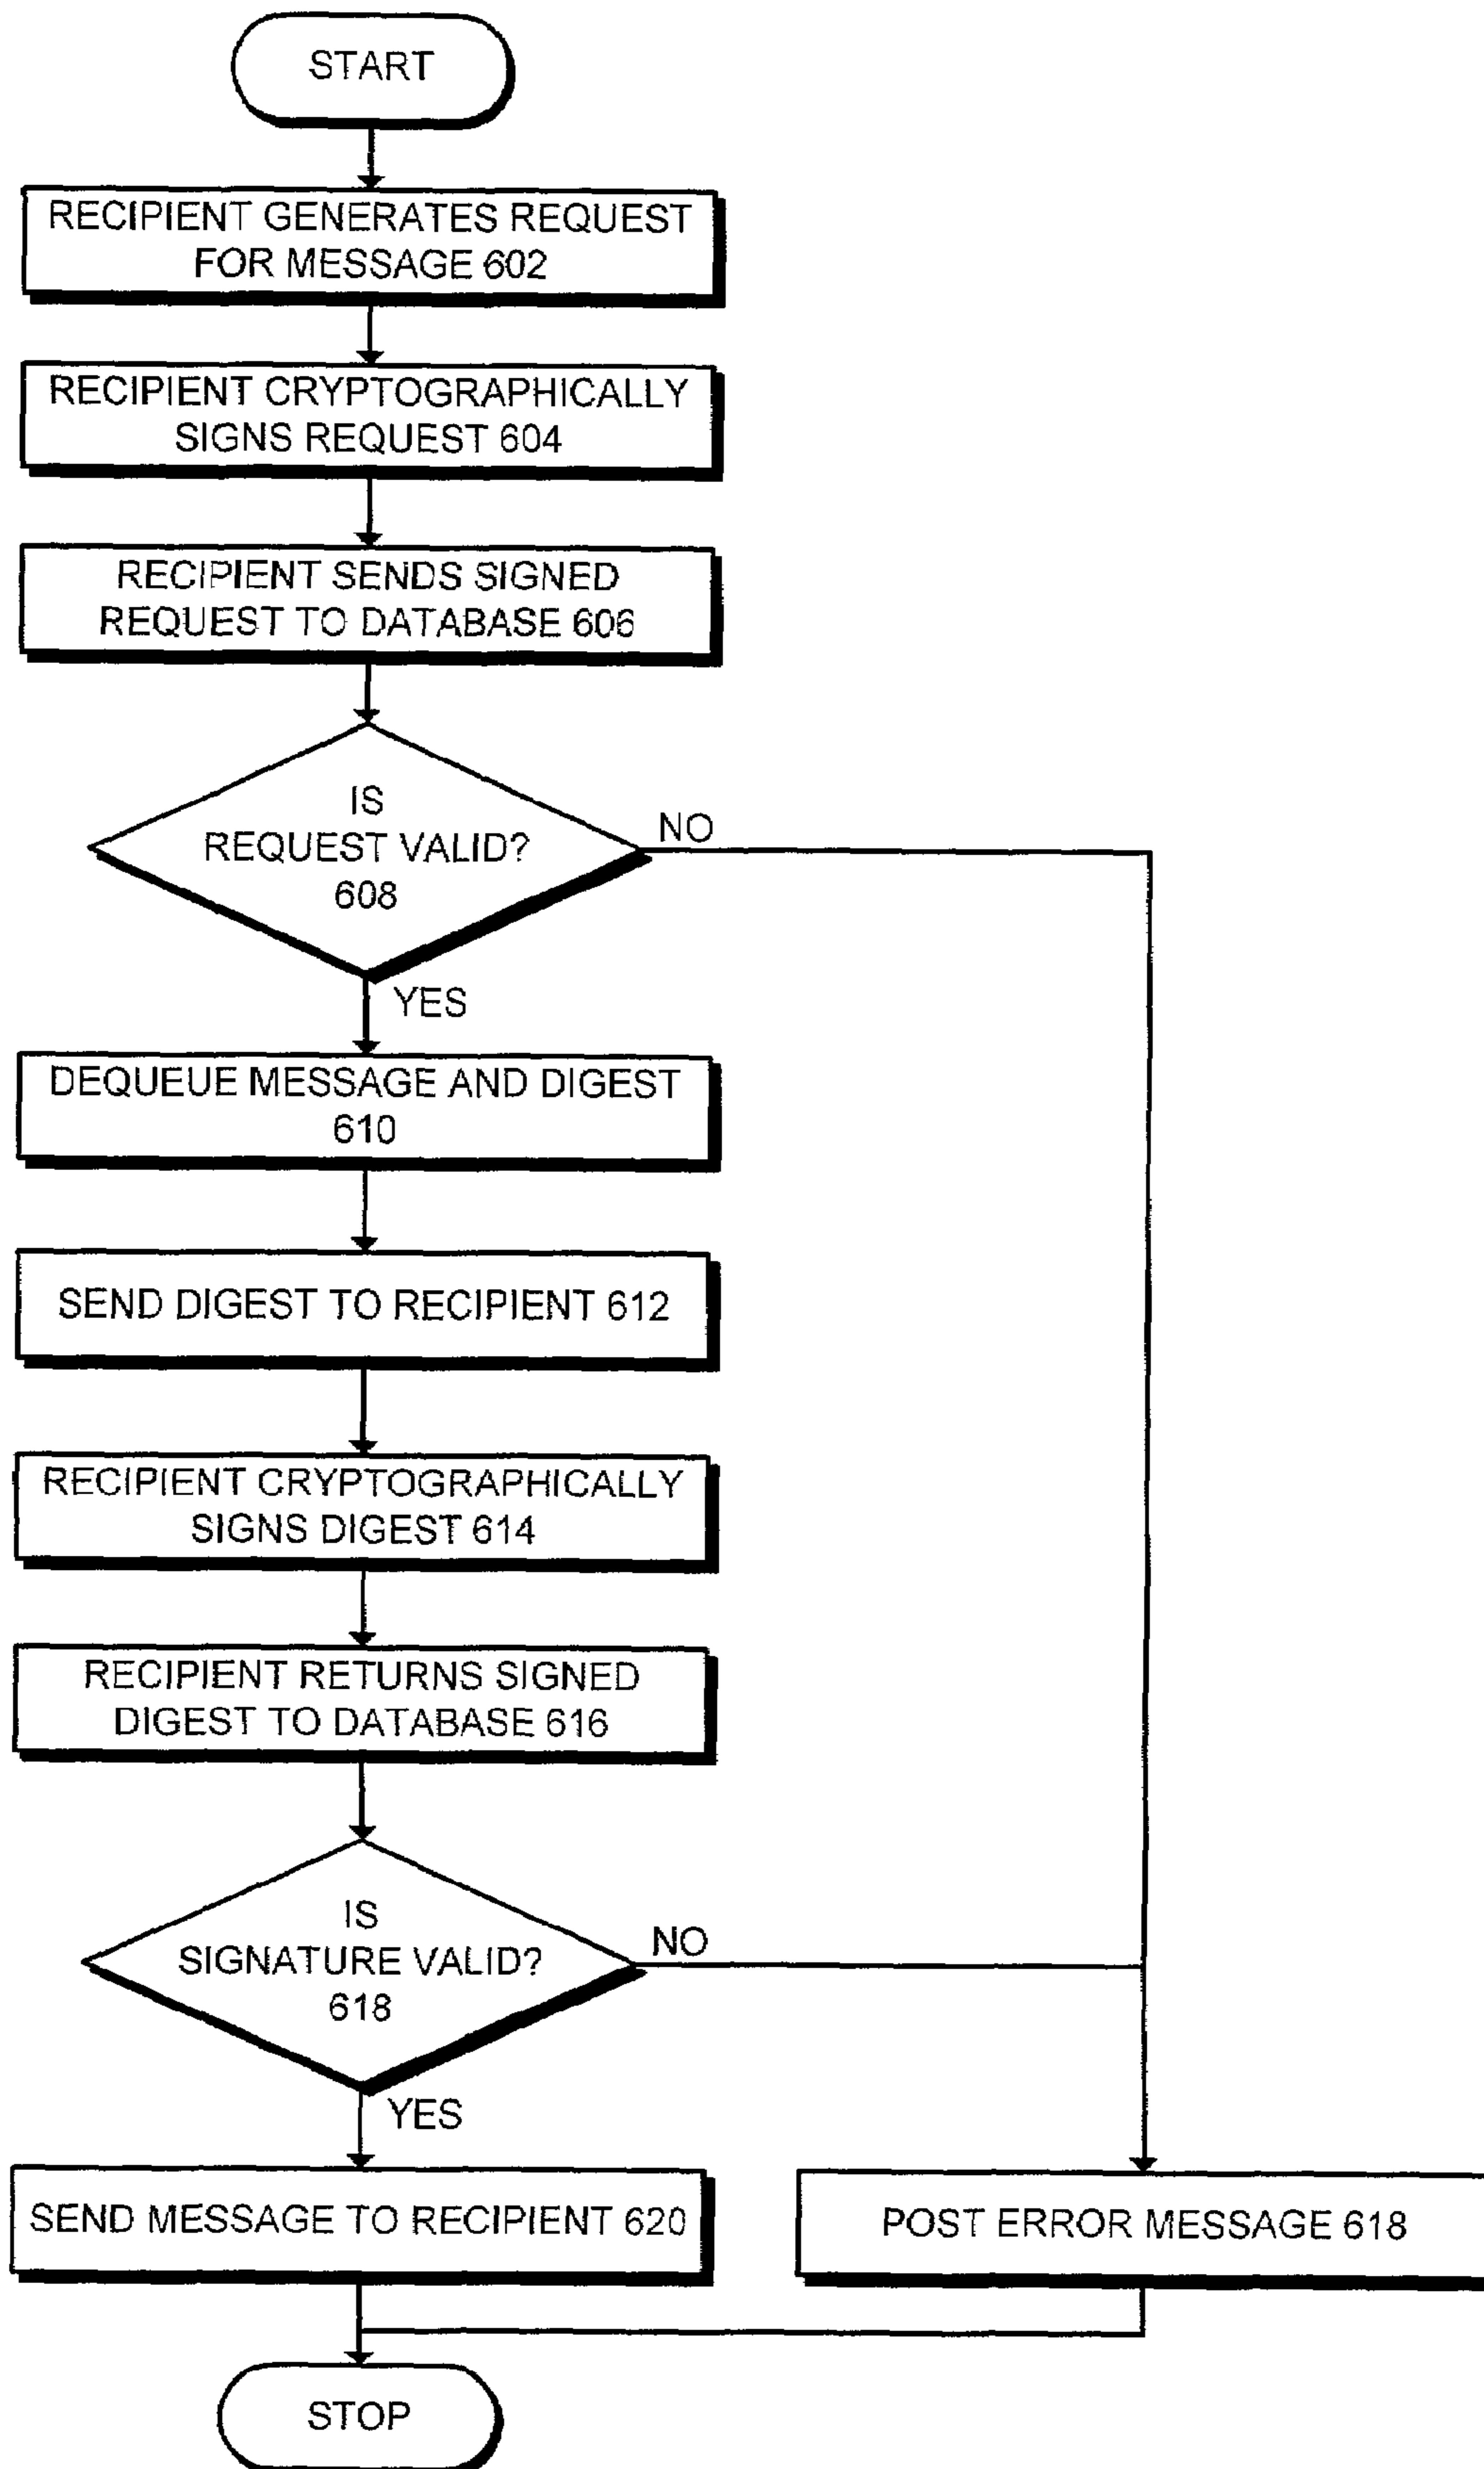 START
RECIPIENT GENERATES REQUEST
FOR MESSAGE 602
RECIPIENT CRYPTOGRAPHICALLY
SIGNS REQUEST 604
RECIPIENT SENDS SIGNED
REQUEST TO DATABASE 606
IS
REQUEST VALID?
608
NO
YES
DEQUEUE MESSAGE AND DIGEST
610
SEND DIGEST TO RECIPIENT 612
RECIPIENT CRYPTOGRAPHICALLY
SIGNS DIGEST 614
RECIPIENT RETURNS SIGNED
DIGEST TO DATABASE 616
IS
SIGNATURE VALID?
618
NO
YES
SEND MESSAGE TO RECIPIENT 620
POST ERROR MESSAGE 618
STOP